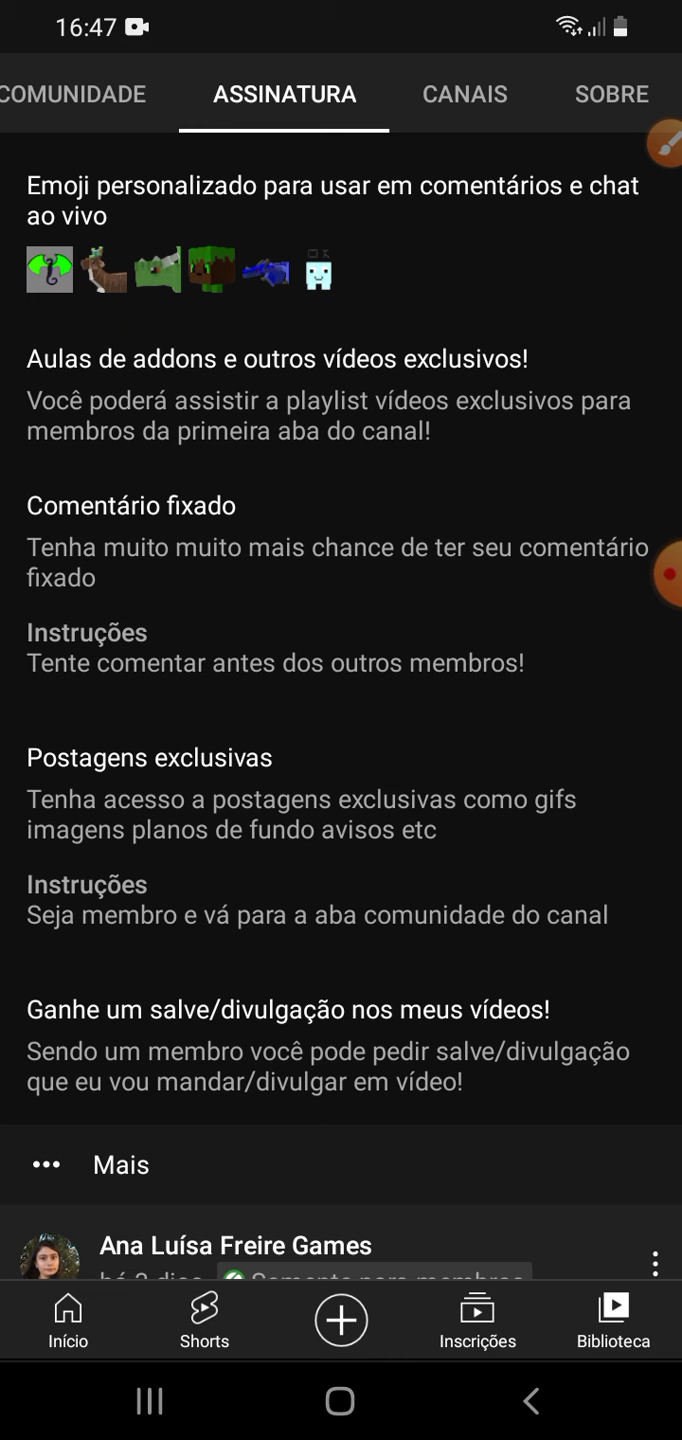 16:47
COMUNIDADE
ASSINATURA
CANAIS
SOBRE
Emoji personalizado para usar em comentários e chat
ao vivo
Aulas de addons e outros vídeos exclusivos!
Você poderá assistir a playlist vídeos exclusivos para
membros da primeira aba do canal!
Comentário fixado
Tenha muito muito mais chance de ter seu comentário
fixado
Instruções
Tente comentar antes dos outros membros!
Postagens exclusivas
Tenha acesso a postagens exclusivas como gifs
imagens planos de fundo avisos etc
Instruções
Seja membro e vá para a aba comunidade do canal
Ganhe um salve/divulgação nos meus vídeos!
Sendo um membro você pode pedir salve/divulgação
que eu vou mandar/divulgar em vídeo!
Mais
Ana Luísa Freire Games
Início
Shorts
Inscrições
Biblioteca